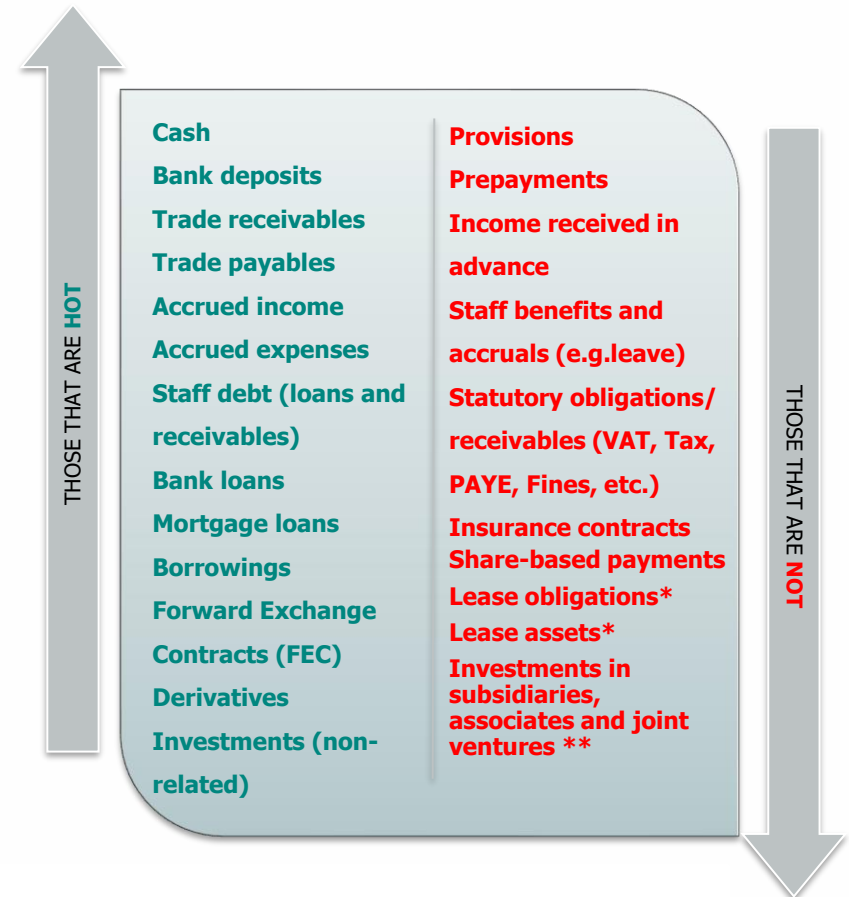 THOSE THAT ARE HOT
Cash
Bank deposits
Trade receivables
Trade payables
Accrued income
Accrued expenses
Staff debt (loans and
receivables)
Bank loans
Mortgage loans
Borrowings
Forward Exchange
Contracts (FEC)
Derivatives
Investments (non-
related)
Provisions
Prepayments
Income received in
advance
Staff benefits and
accruals (e.g.leave)
Statutory obligations/
receivables (VAT, Tax,
PAYE, Fines, etc.)
Insurance contracts
Share-based payments
Lease obligations*
Lease assets*
Investments in
subsidiaries,
associates and joint
ventures **
THOSE THAT ARE NOT